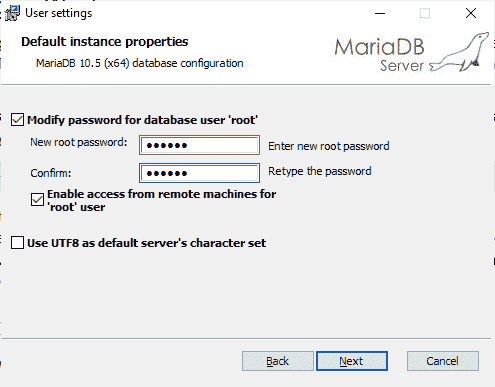 User settings
Default instance properties
MariaDB 10.5 (x64) database configuration
MariaDB
Server
Modify password for database user 'root'
New root password: •••••• Enter new root password
Confirm: •••••• Retype the password
Enable access from remote machines for
'root' user
Use UTF8 as default server's character set
Back Next Cancel